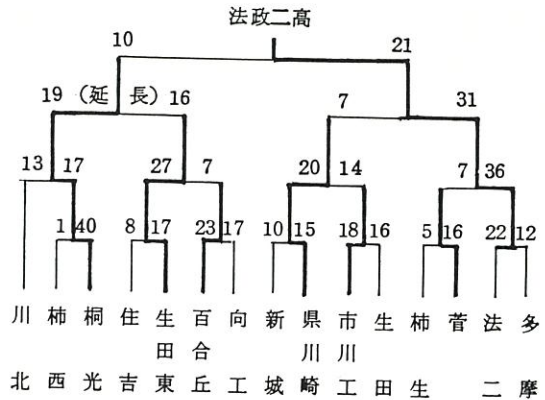 法政二高
10 21
19 (延長) 16 7 31
13 17 27 7 20 14 7 36
1 40 8 17 23 17 10 15 18 16 5 16 22 12
川北
柿西
桐光
住吉
生田東
百合丘
向工
新城
県川崎
市川工
生田
柿生
菅
法二
多摩